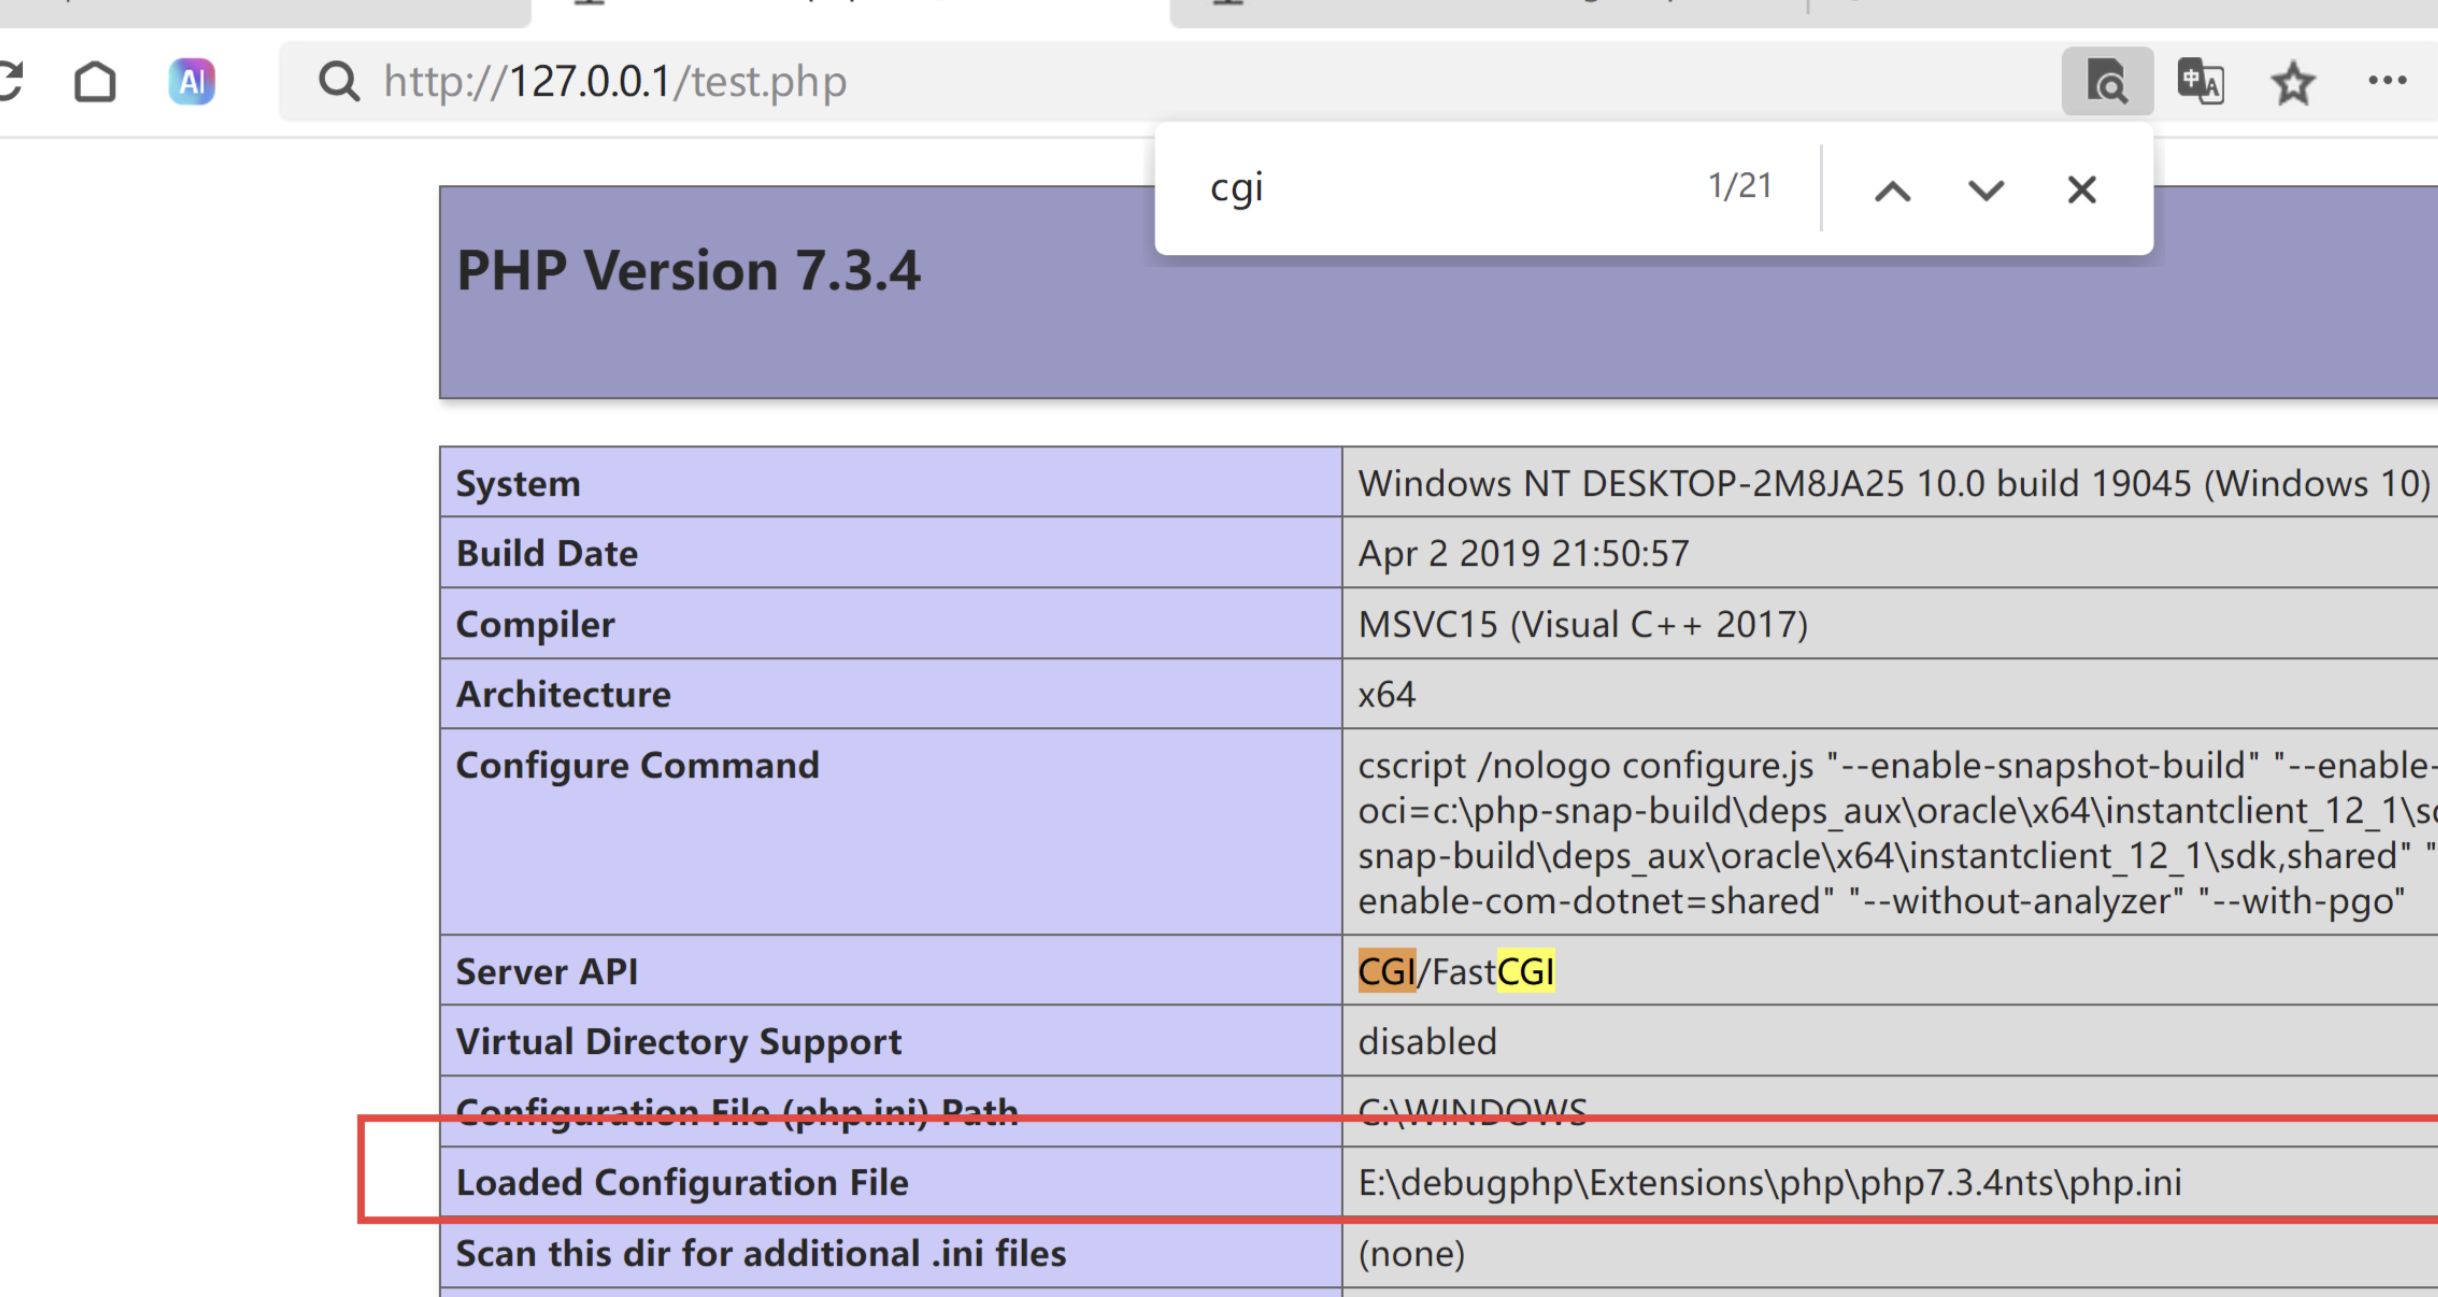 AI
http://127.0.0.1/test.php
中A
cgi
1/21
PHP Version 7.3.4
System
Windows NT DESKTOP-2M8JA25 10.0 build 19045 (Windows 10)
Build Date
Apr 2 2019 21:50:57
Compiler
MSVC15 (Visual C++ 2017)
Architecture
x64
Configure Command
cscript /nologo configure.js "--enable-snapshot-build" "--enable-
oci=c:\php-snap-build\deps_aux\oracle\x64\instantclient_12_1\
snap-build\deps_aux\oracle\x64\instantclient_12_1\sdk,shared" "
enable-com-dotnet=shared" "--without-analyzer" "--with-pgo"
Server API
CGI/FastCGI
Virtual Directory Support
disabled
Configuration File (php.ini) Path
C:\WINDOWS
Loaded Configuration File
E:\debugphp\Extensions\php\php7.3.4nts\php.ini
Scan this dir for additional .ini files
(none)